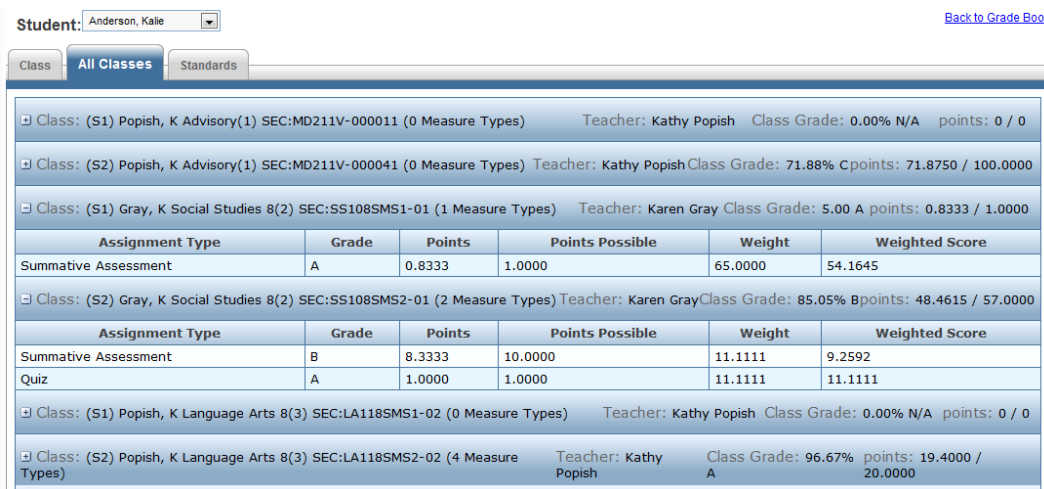 Student: Anderson, Kalie
Back to Grade Boo
Class All Classes Standards
Class: (S1) Popish, K Advisory(1) SEC:MD211V-000011 (0 Measure Types) Teacher: Kathy Popish Class Grade: 0.00% N/A points: 0 / 0
Class: (S2) Popish, K Advisory(1) SEC:MD211V-000041 (0 Measure Types) Teacher: Kathy Popish Class Grade: 71.88% C points: 71.8750 / 100.0000
Class: (S1) Gray, K Social Studies 8(2) SEC:SS108SMS1-01 (1 Measure Types) Teacher: Karen Gray Class Grade: 5.00 A points: 0.8333 / 1.0000
Assignment Type Grade Points Points Possible Weight Weighted Score
Summative Assessment A 0.8333 1.0000 65.0000 54.1645
Class: (S2) Gray, K Social Studies 8(2) SEC:SS108SMS2-01 (2 Measure Types) Teacher: Karen Gray Class Grade: 85.05% B points: 48.4615 / 57.0000
Assignment Type Grade Points Points Possible Weight Weighted Score
Summative Assessment B 8.3333 10.0000 11.1111 9.2592
Quiz A 1.0000 1.0000 11.1111 11.1111
Class: (S1) Popish, K Language Arts 8(3) SEC:LA118SMS1-02 (0 Measure Types) Teacher: Kathy Popish Class Grade: 0.00% N/A points: 0 / 0
Class: (S2) Popish, K Language Arts 8(3) SEC:LA118SMS2-02 (4 Measure Teacher: Kathy Class Grade: 96.67% points: 19.4000 /
Types) Popish A 20.0000